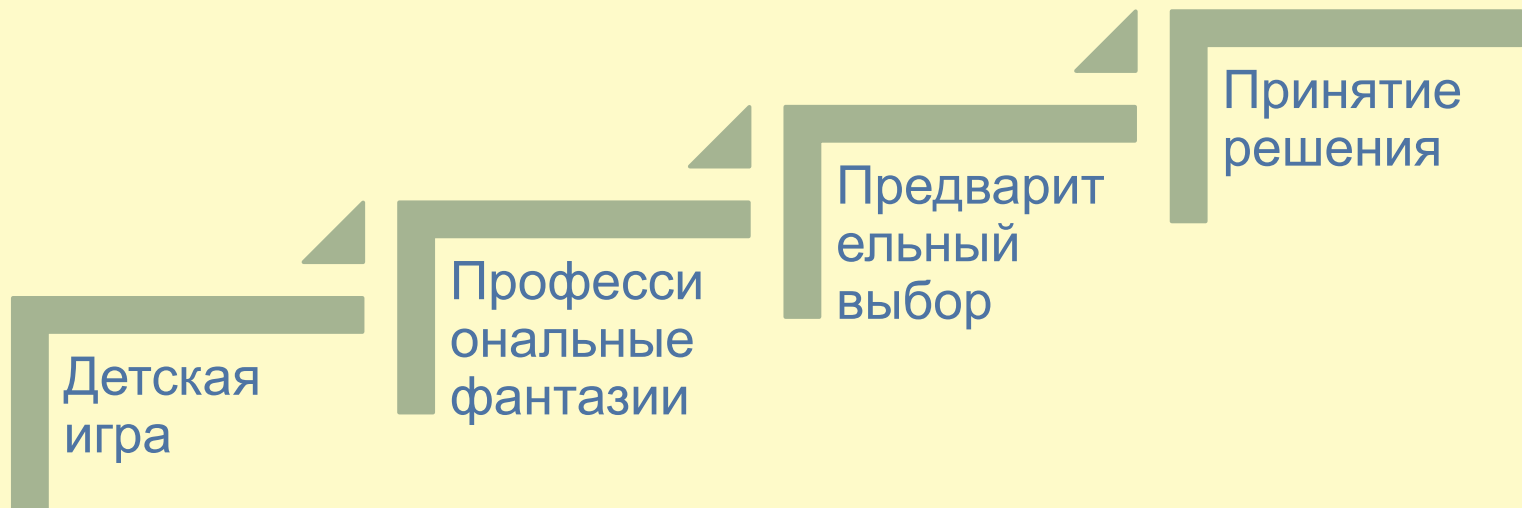 Детская
игра
Професси
ональные
фантазии
Предварит
ельный
выбор
Принятие
решения